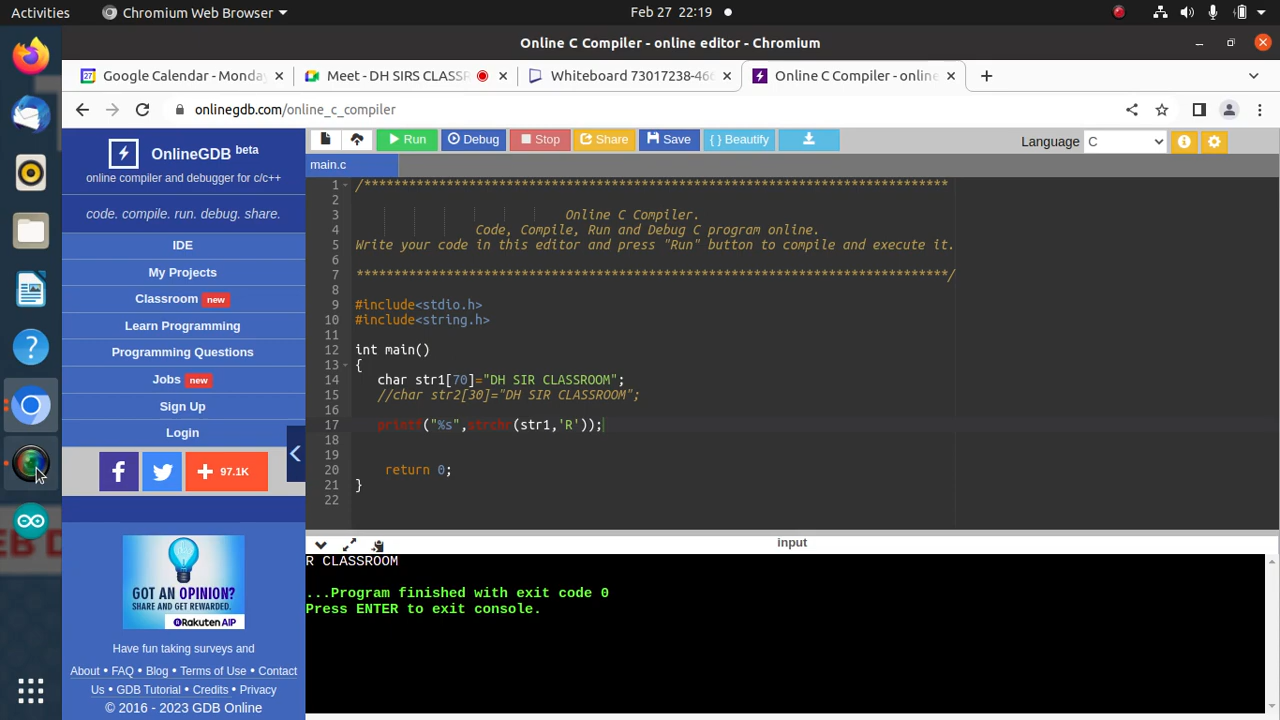 Activities
Chromium Web Browser
Feb 27 22:19
Online C Compiler - online editor - Chromium
Google Calendar - Monday
Meet - DH SIRS CLASSR
Whiteboard 73017238-46
Online C Compiler - online
onlinegdb.com/online_c_compiler
OnlineGDB beta
online compiler and debugger for c/c++
code. compile. run. debug. share.
IDE
My Projects
Classroom new
Learn Programming
Programming Questions
Jobs new
Sign Up
Login
97.1K
GOT AN OPINION?
SHARE AND GET REWARDED.
Rakuten AIP
Have fun taking surveys and
About • FAQ • Blog • Terms of Use • Contact
Us • GDB Tutorial • Credits • Privacy
© 2016 - 2023 GDB Online
Run
Debug
Stop
Share
Save
{ } Beautify
Language C
main.c
1 /******************************************************************************
2
3 Online C Compiler.
4 Code, Compile, Run and Debug C program online.
5 Write your code in this editor and press "Run" button to compile and execute it.
6
7 *******************************************************************************/
8
9 #include<stdio.h>
10 #include<string.h>
11
12 int main()
13 {
14 char str1[70]="DH SIR CLASSROOM";
15 //char str2[30]="DH SIR CLASSROOM";
16
17 printf("%s",strchr(str1,'R'));
18
19
20 return 0;
21 }
22
input
R CLASSROOM
...Program finished with exit code 0
Press ENTER to exit console.